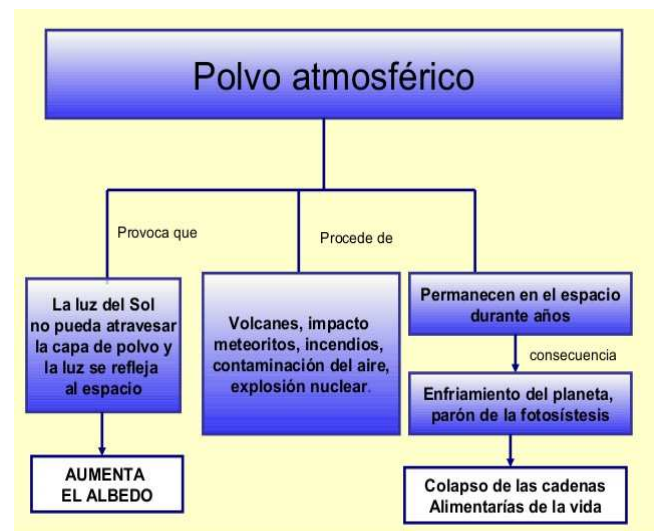 Polvo atmosférico
Provoca que
Procede de
La luz del Sol
no pueda atravesar
la capa de polvo y
la luz se refleja
al espacio
AUMENTA
EL ALBEDO
Volcanes, impacto
meteoritos, incendios,
contaminación del aire,
explosión nuclear.
Permanecen en el espacio
durante años
consecuencia
Enfriamiento del planeta,
parón de la fotosístesis
Colapso de las cadenas
Alimentarías de la vida